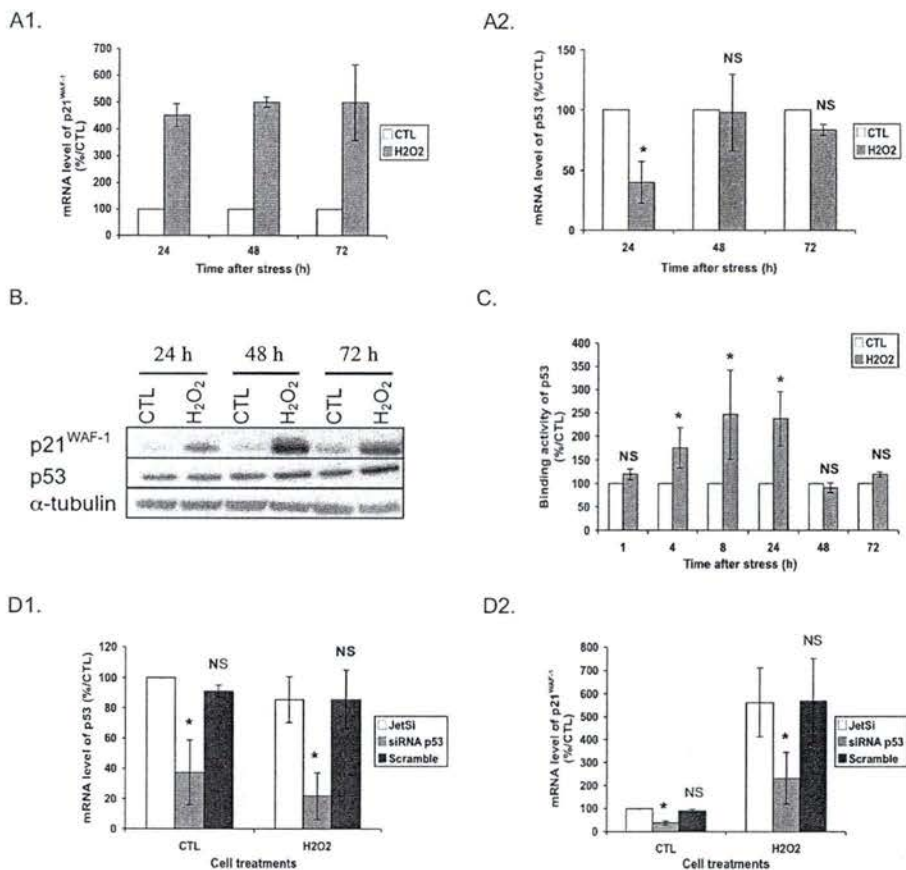 A1.
700
600
500
400
300
200
100
0
mRNA level of p21WAF-1
(%/CTL)
24
48
72
Time after stress (h)
CTL
H2O2
A2.
150
100
50
0
mRNA level of p53 (%/CTL)
*
NS
NS
24
48
72
Time after stress (h)
CTL
H2O2
B.
24 h 48 h 72 h
CTL H₂O₂ CTL H₂O₂ CTL H₂O₂
p21WAF-1
p53
α-tubulin
C.
400
350
300
250
200
150
100
50
0
Binding activity of p53
(%/CTL)
NS
*
*
*
NS
NS
1
4
8
24
48
72
Time after stress (h)
CTL
H2O2
D1.
120
100
80
60
40
20
0
mRNA level of p53 (%/CTL)
*
NS
*
NS
CTL
H2O2
Cell treatments
JetSi
siRNA p53
Scramble
D2.
800
700
600
500
400
300
200
100
0
mRNA level of p21WAF-1
(%/CTL)
*
NS
*
NS
CTL
H2O2
Cell treatments
JetSi
siRNA p53
Scramble